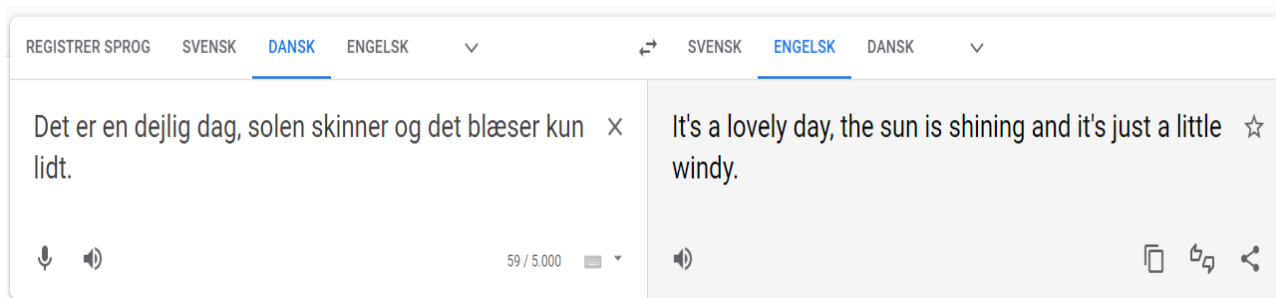 REGISTRER SPROG SVENSK DANSK ENGELSK
SVENSK ENGELSK DANSK
Det er en dejlig dag, solen skinner og det blæser kun
lidt.
59 / 5.000
It's a lovely day, the sun is shining and it's just a little
windy.